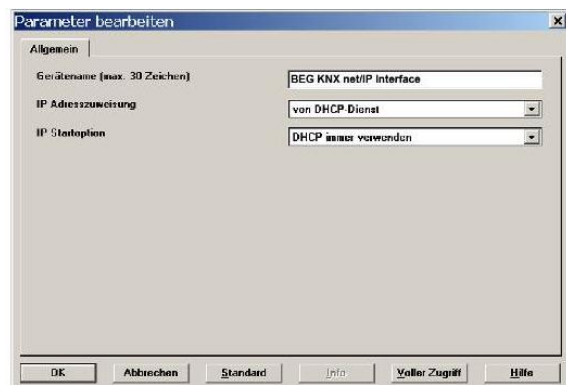 Parameter bearbeiten
Allgemein
Gerätename (max. 30 Zeichen)
BEG KNX net/IP Interface
IP Adresszuweisung
von DHCP-Dienst
IP Startoption
DHCP immer verwenden
OK
Abbrechen
Standard
Info
Voller Zugriff
Hilfe